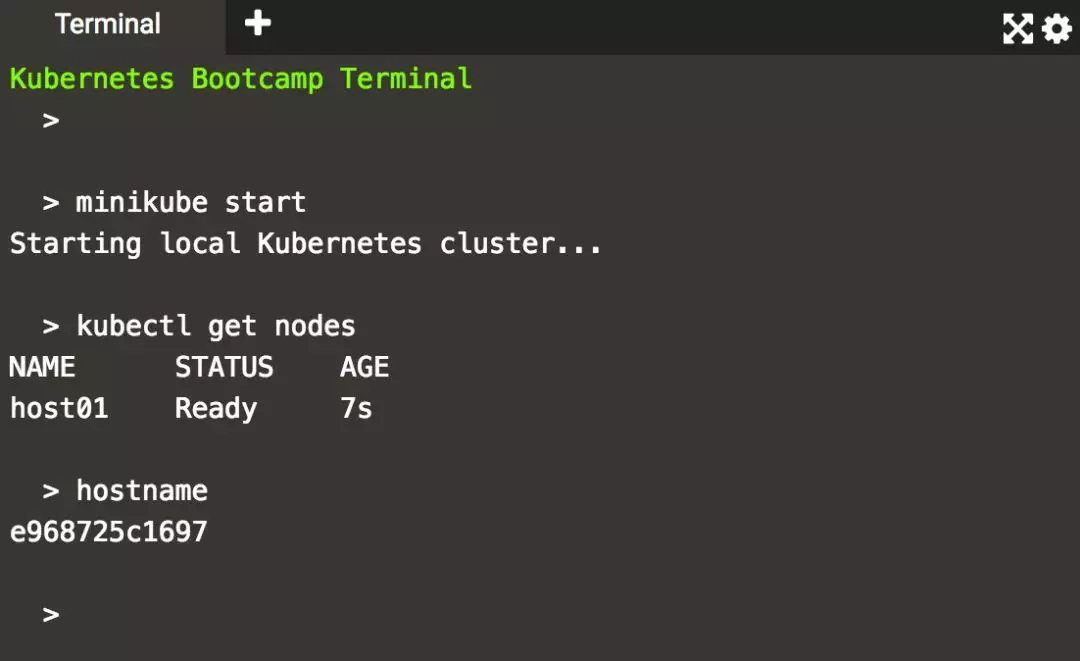 Terminal
Kubernetes Bootcamp Terminal
>
> minikube start
Starting local Kubernetes cluster...
> kubectl get nodes
NAME STATUS AGE
host01 Ready 7s
> hostname
e968725c1697
>